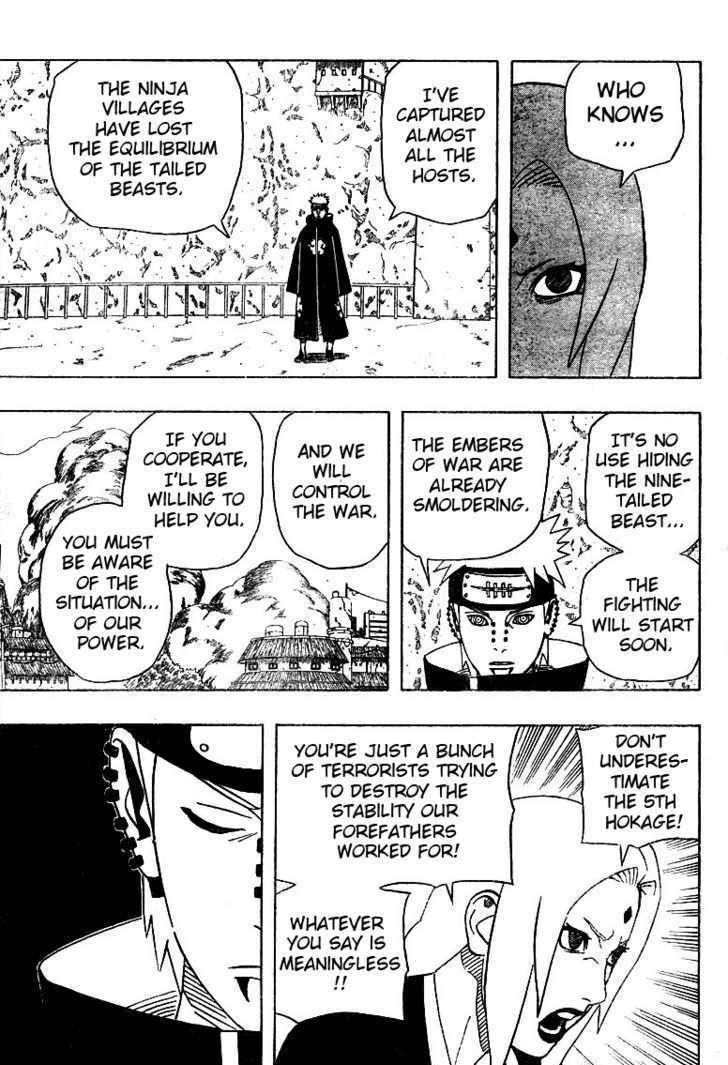 WHO
KNOWS
...
I'VE
CAPTURED
ALMOST
ALL THE
HOSTS.
THE NINJA
VILLAGES
HAVE LOST
THE EQUILIBRIUM
OF THE TAILED
BEASTS.
IT'S NO
USE HIDING
THE NINE-
TAILED
BEAST...
THE
FIGHTING
WILL START
SOON.
THE EMBERS
OF WAR ARE
ALREADY
SMOLDERING.
AND WE
WILL
CONTROL
THE WAR.
IF YOU
COOPERATE,
I'LL BE
WILLING TO
HELP YOU.
YOU MUST
BE AWARE
OF THE
SITUATION...
OF OUR
POWER.
DON'T
UNDERES-
TIMATE
THE 5TH
HOKAGE!
YOU'RE JUST A BUNCH
OF TERRORISTS TRYING
TO DESTROY THE
STABILITY OUR
FOREFATHERS
WORKED FOR!
WHATEVER
YOU SAY IS
MEANINGLESS
!!